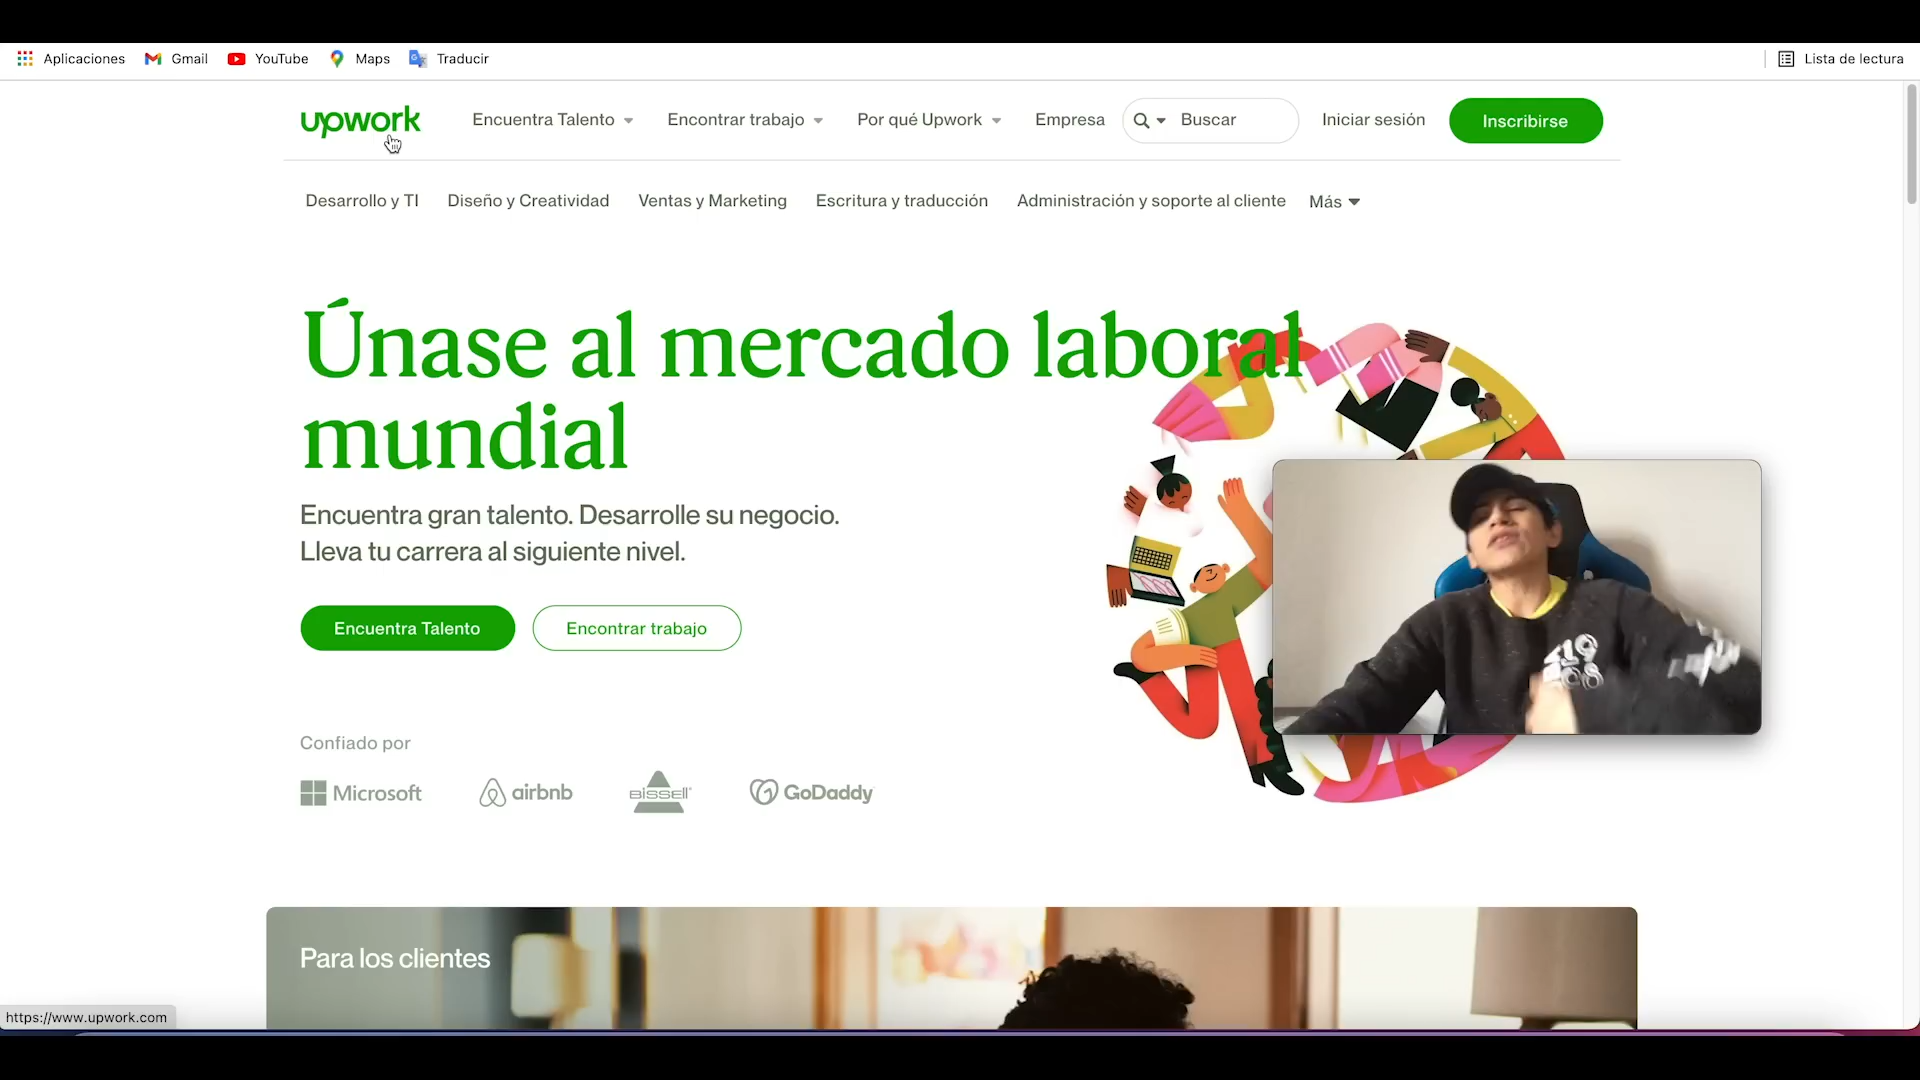 Aplicaciones
Gmail
YouTube
Maps
Traducir
Lista de lectura
upwork
Encuentra Talento
Encontrar trabajo
Por qué Upwork
Empresa
Buscar
Iniciar sesión
Inscribirse
Desarrollo y TI
Diseño y Creatividad
Ventas y Marketing
Escritura y traducción
Administración y soporte al cliente
Más
Únase al mercado laboral
mundial
Encuentra gran talento. Desarrolle su negocio.
Lleva tu carrera al siguiente nivel.
Encuentra Talento
Encontrar trabajo
Confiado por
Microsoft
airbnb
BISSELL
GoDaddy
Para los clientes
https://www.upwork.com